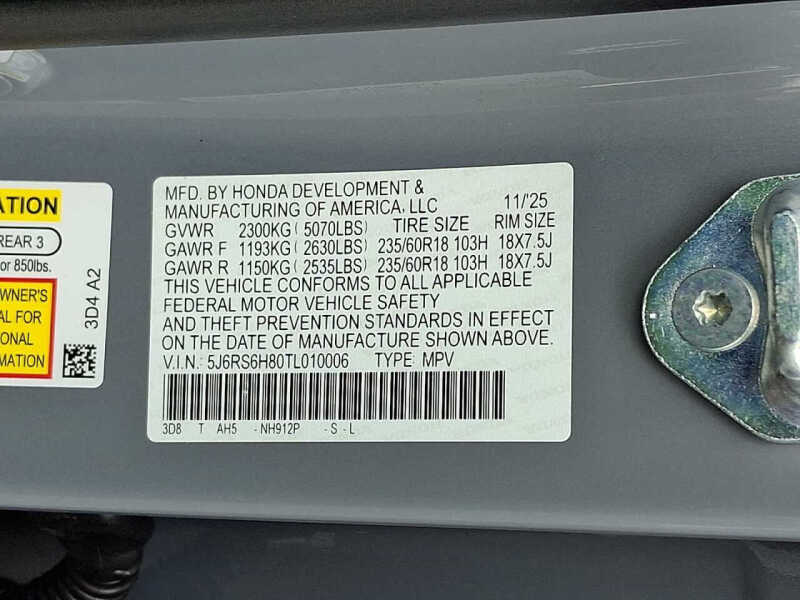 ATION
REAR 3
or 850lbs.
OWNER'S
AL FOR
ONAL
3D4 A2
MFD. BY HONDA DEVELOPMENT &
MANUFACTURING OF AMERICA, LLC 11/'25
GVWR 2300KG (5070LBS) TIRE SIZE RIM SIZE
GAWR F 1193KG (2630LBS) 235/60R18 103H 18X7.5J
GAWR R 1150KG (2535LBS) 235/60R18 103H 18X7.5J
THIS VEHICLE CONFORMS TO ALL APPLICABLE
FEDERAL MOTOR VEHICLE SAFETY
AND THEFT PREVENTION STANDARDS IN EFFECT
ON THE DATE OF MANUFACTURE SHOWN ABOVE.
V.I.N.: 5J6RS6H80TL010006 TYPE: MPV
3D8 T AH5 - NH912P - S - L